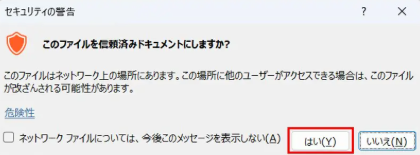 セキュリティの警告
? ×
このファイルを信頼済みドキュメントにしますか?
このファイルはネットワーク上の場所にあります。この場所に他のユーザーがアクセスできる場合は、このファイル
が改ざんされる可能性があります。
危険性
ネットワーク ファイルについては、今後このメッセージを表示しない(A)
はい(Y)
いいえ(N)